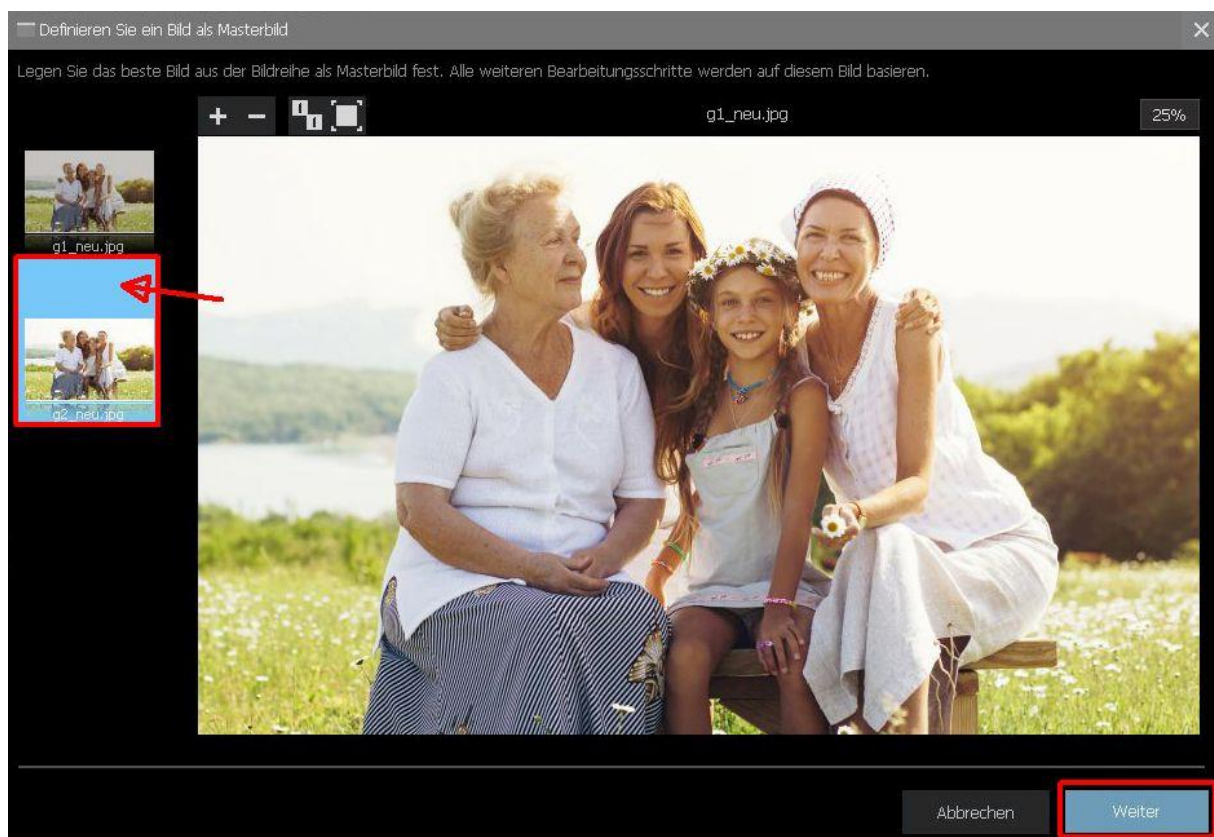 Definieren Sie ein Bild als Masterbild
Legen Sie das beste Bild aus der Bildreihe als Masterbild fest. Alle weiteren Bearbeitungsschritte werden auf diesem Bild basieren.
g1_neu.jpg
25%
g1_neu.jpg
g2_neu.jpg
Abbrechen
Weiter